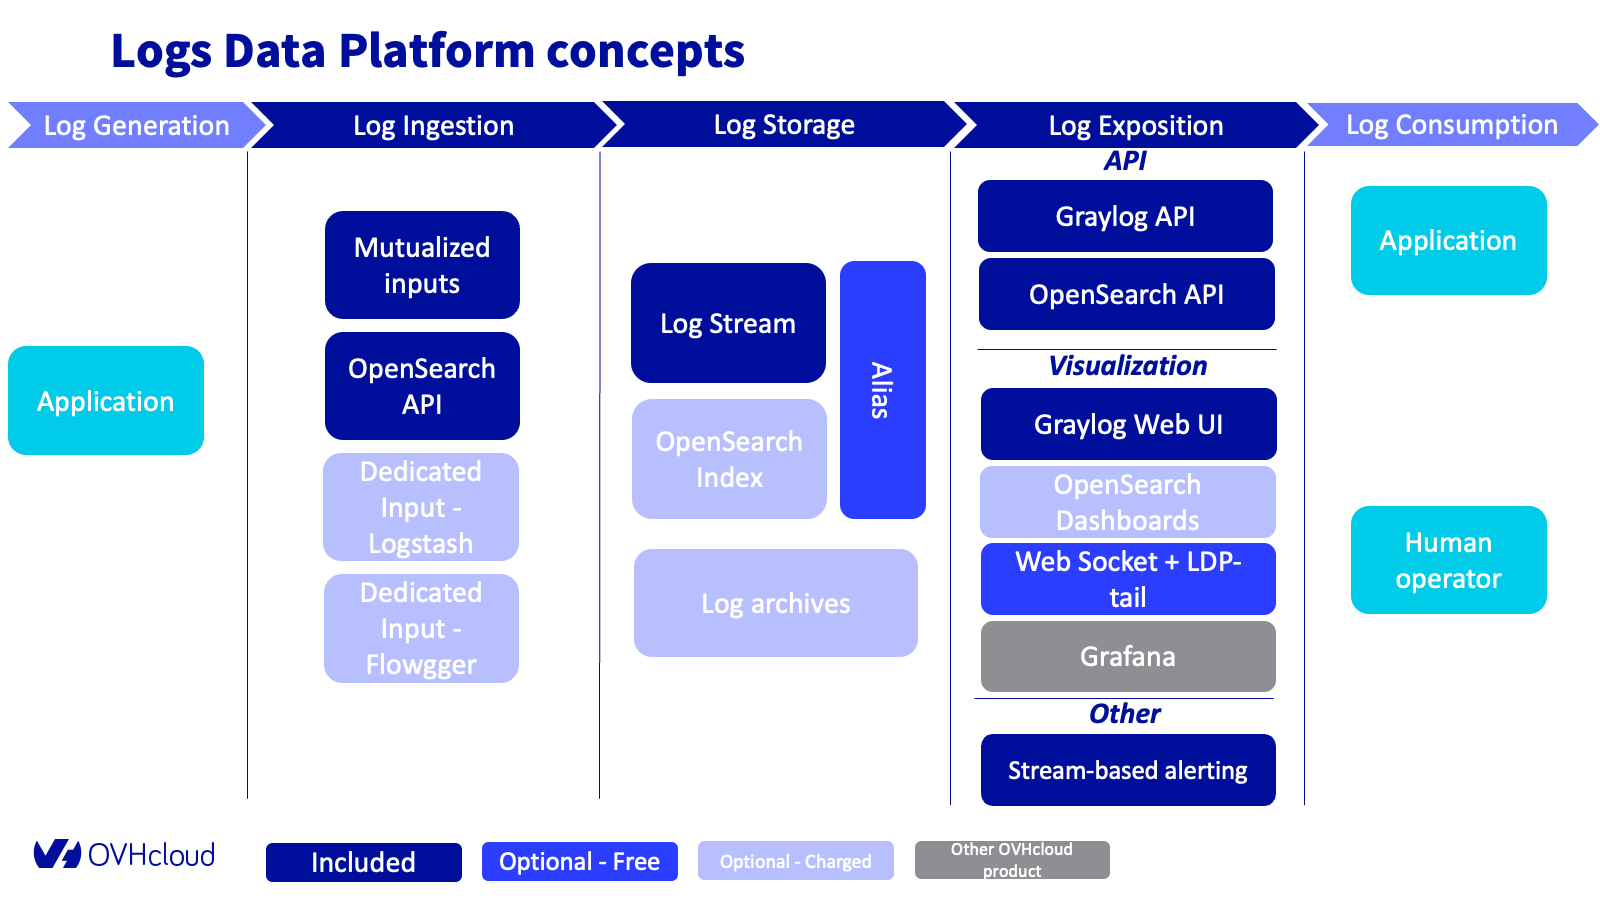 Logs Data Platform concepts
Log Generation
Log Ingestion
Log Storage
Log Exposition
Log Consumption
Application
Mutualized
inputs
OpenSearch
API
Dedicated
Input -
Logstash
Dedicated
Input -
Flowgger
Log Stream
OpenSearch
Index
Alias
Log archives
API
Graylog API
OpenSearch API
Visualization
Graylog Web UI
OpenSearch
Dashboards
Web Socket + LDP-
tail
Grafana
Other
Stream-based alerting
Application
Human
operator
OVHcloud
Included
Optional - Free
Optional - Charged
Other OVHcloud
product